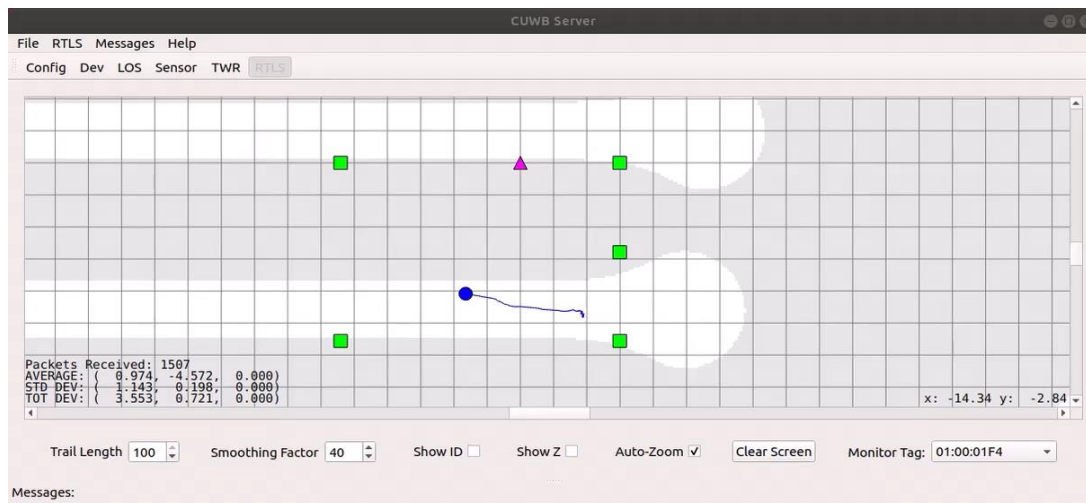 CUWB Server
File RTLS Messages Help
Config Dev LOS Sensor TWR RTLS
Packets Received: 1507
AVERAGE: ( 0.974, -4.572, 0.000)
STD DEV: ( 1.143, 0.198, 0.000)
TOT DEV: ( 3.553, 0.721, 0.000)
x: -14.34 y: -2.84
Trail Length 100 Smoothing Factor 40 Show ID Show Z Auto-Zoom Clear Screen Monitor Tag: 01:00:01F4
Messages: